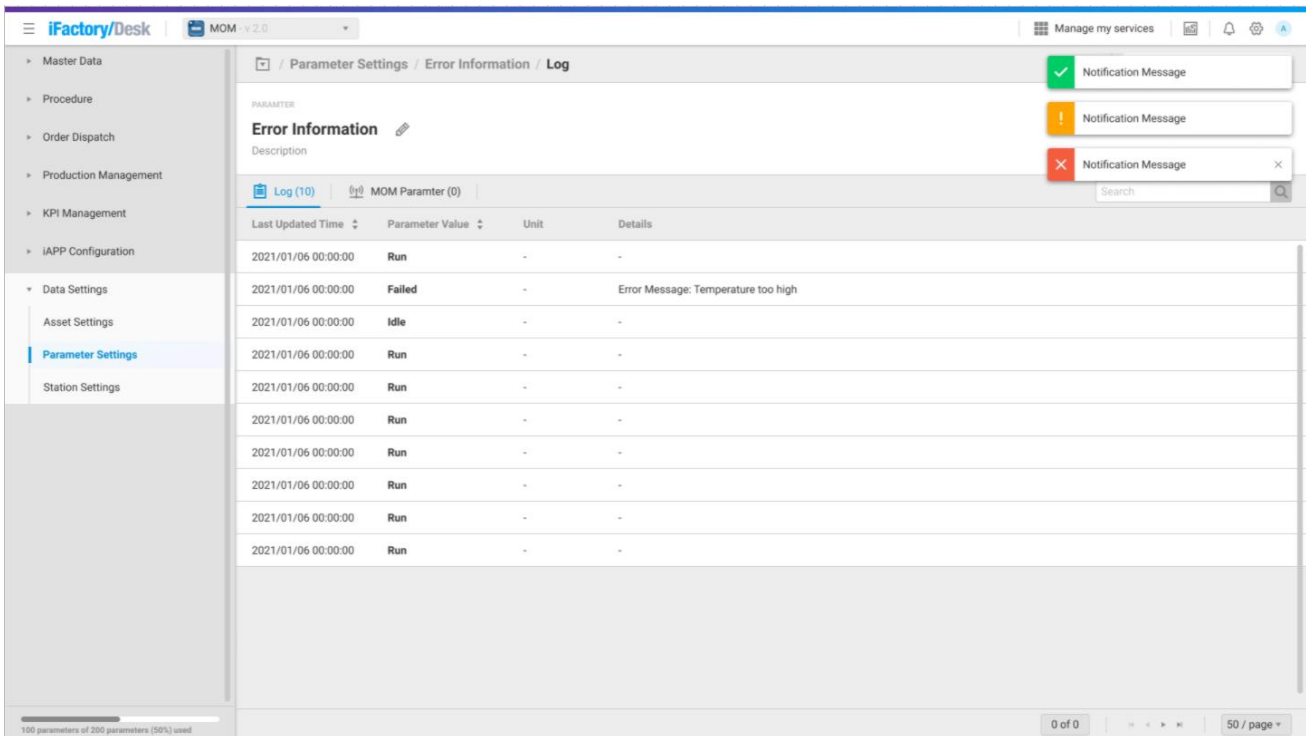 iFactory/Desk
MOM - v 2.0
Manage my services
A
Master Data
Procedure
Order Dispatch
Production Management
KPI Management
iAPP Configuration
Data Settings
Asset Settings
Parameter Settings
Station Settings
100 parameters of 200 parameters (50%) used
/ Parameter Settings / Error Information / Log
PARAMTER
Error Information
Description
Notification Message
Notification Message
Notification Message
Log (10)
MOM Paramter (0)
Search
Last Updated Time Parameter Value Unit Details
2021/01/06 00:00:00 Run - -
2021/01/06 00:00:00 Failed - Error Message: Temperature too high
2021/01/06 00:00:00 Idle - -
2021/01/06 00:00:00 Run - -
2021/01/06 00:00:00 Run - -
2021/01/06 00:00:00 Run - -
2021/01/06 00:00:00 Run - -
2021/01/06 00:00:00 Run - -
2021/01/06 00:00:00 Run - -
2021/01/06 00:00:00 Run - -
0 of 0
50 / page